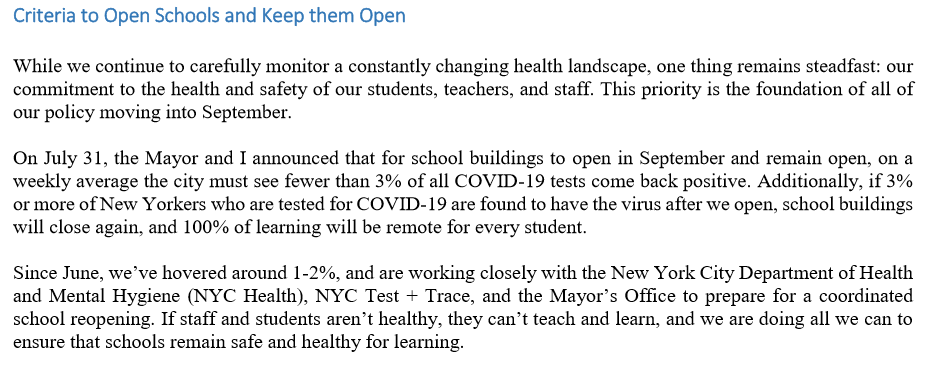 Criteria to Open Schools and Keep them Open
While we continue to carefully monitor a constantly changing health landscape, one thing remains steadfast: our
commitment to the health and safety of our students, teachers, and staff. This priority is the foundation of all of
our policy moving into September.
On July 31, the Mayor and I announced that for school buildings to open in September and remain open, on a
weekly average the city must see fewer than 3% of all COVID-19 tests come back positive. Additionally, if 3%
or more of New Yorkers who are tested for COVID-19 are found to have the virus after we open, school buildings
will close again, and 100% of learning will be remote for every student.
Since June, we’ve hovered around 1-2%, and are working closely with the New York City Department of Health
and Mental Hygiene (NYC Health), NYC Test + Trace, and the Mayor’s Office to prepare for a coordinated
school reopening. If staff and students aren’t healthy, they can’t teach and learn, and we are doing all we can to
ensure that schools remain safe and healthy for learning.